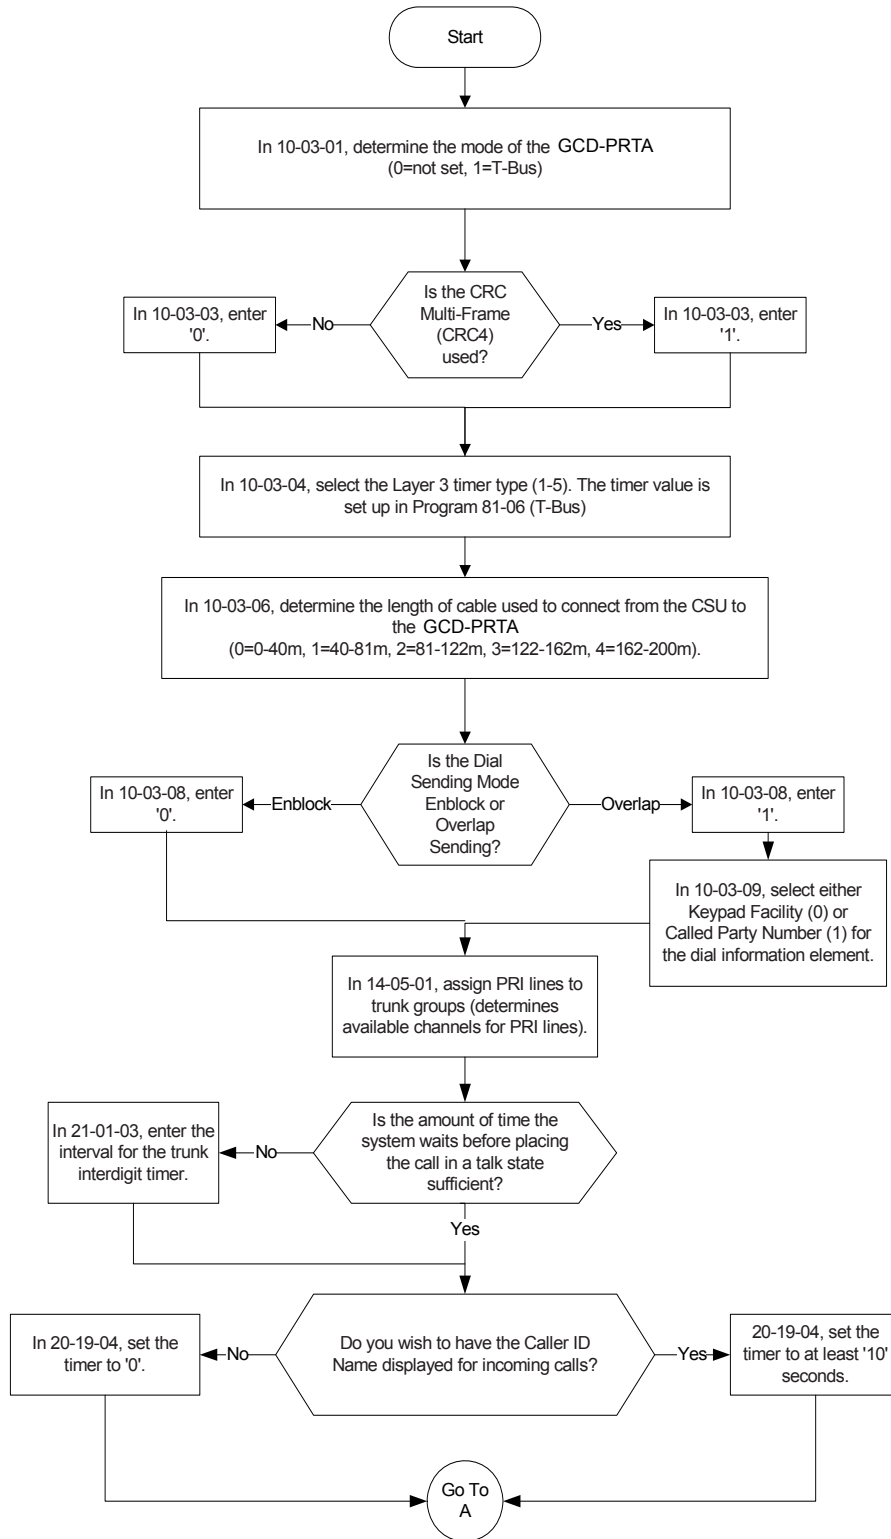 Start
In 10-03-01, determine the mode of the GCD-PRTA
(0=not set, 1=T-Bus)
Is the CRC
Multi-Frame
(CRC4)
used?
No
In 10-03-03, enter
'0'.
Yes
In 10-03-03, enter
'1'.
In 10-03-04, select the Layer 3 timer type (1-5). The timer value is
set up in Program 81-06 (T-Bus)
In 10-03-06, determine the length of cable used to connect from the CSU to
the GCD-PRTA
(0=0-40m, 1=40-81m, 2=81-122m, 3=122-162m, 4=162-200m).
Is the Dial
Sending Mode
Enblock or
Overlap
Sending?
Enblock
In 10-03-08, enter
'0'.
Overlap
In 10-03-08, enter
'1'.
In 10-03-09, select either
Keypad Facility (0) or
Called Party Number (1) for
the dial information element.
In 14-05-01, assign PRI lines to
trunk groups (determines
available channels for PRI lines).
Is the amount of time the
system waits before placing
the call in a talk state
sufficient?
No
In 21-01-03, enter the
interval for the trunk
interdigit timer.
Yes
Do you wish to have the Caller ID
Name displayed for incoming calls?
No
In 20-19-04, set the
timer to '0'.
Yes
20-19-04, set the
timer to at least '10'
seconds.
Go To
A